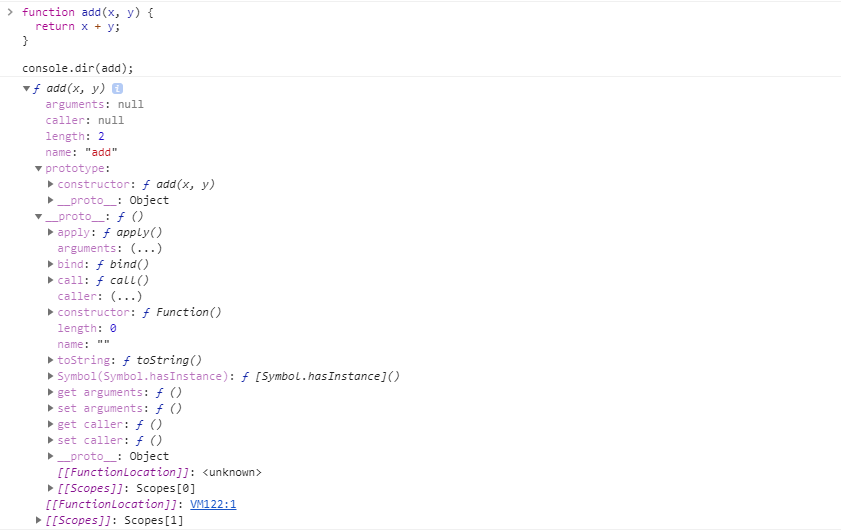 > function add(x, y) {
return x + y;
}
console.dir(add);
▼ƒ add(x, y) i
arguments: null
caller: null
length: 2
name: "add"
▼prototype:
▶constructor: ƒ add(x, y)
▶__proto__: Object
▼__proto__: ƒ ()
▶apply: ƒ apply()
arguments: (...)
▶bind: ƒ bind()
▶call: ƒ call()
caller: (...)
▶constructor: ƒ Function()
length: 0
name: ""
▶toString: ƒ toString()
▶Symbol(Symbol.hasInstance): ƒ [Symbol.hasInstance]()
▶get arguments: ƒ ()
▶set arguments: ƒ ()
▶get caller: ƒ ()
▶set caller: ƒ ()
▶__proto__: Object
[[FunctionLocation]]: <unknown>
▶[[Scopes]]: Scopes[0]
[[FunctionLocation]]: VM122:1
▶[[Scopes]]: Scopes[1]